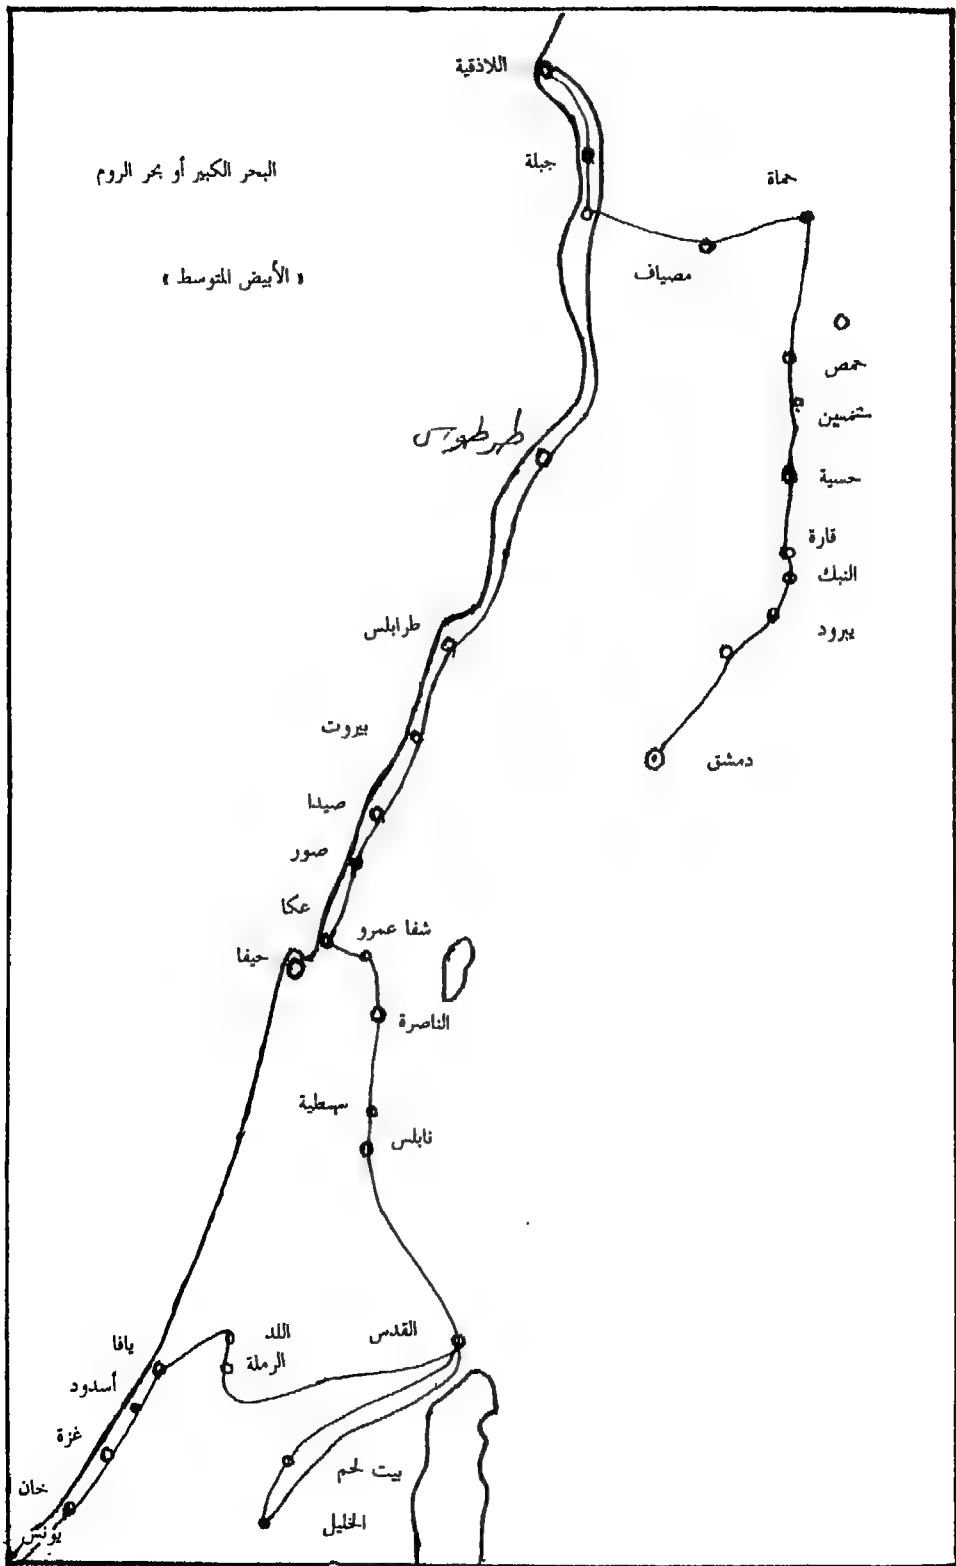 اللاذقية
جبلة
البحر الكبير أو بحر الروم
حماة
« الأبيض المتوسط »
مصياف
حمص
شمسين
طرطوس
حسية
قارة
النبك
طرابلس
يبرود
بيروت
دمشق
صيدا
صور
عكا
شفا عمرو
حيفا
الناصرة
سبسطية
نابلس
القدس
اللد
يافا
الرملة
أسدود
غزة
بيت لحم
خان
يونس
الخليل